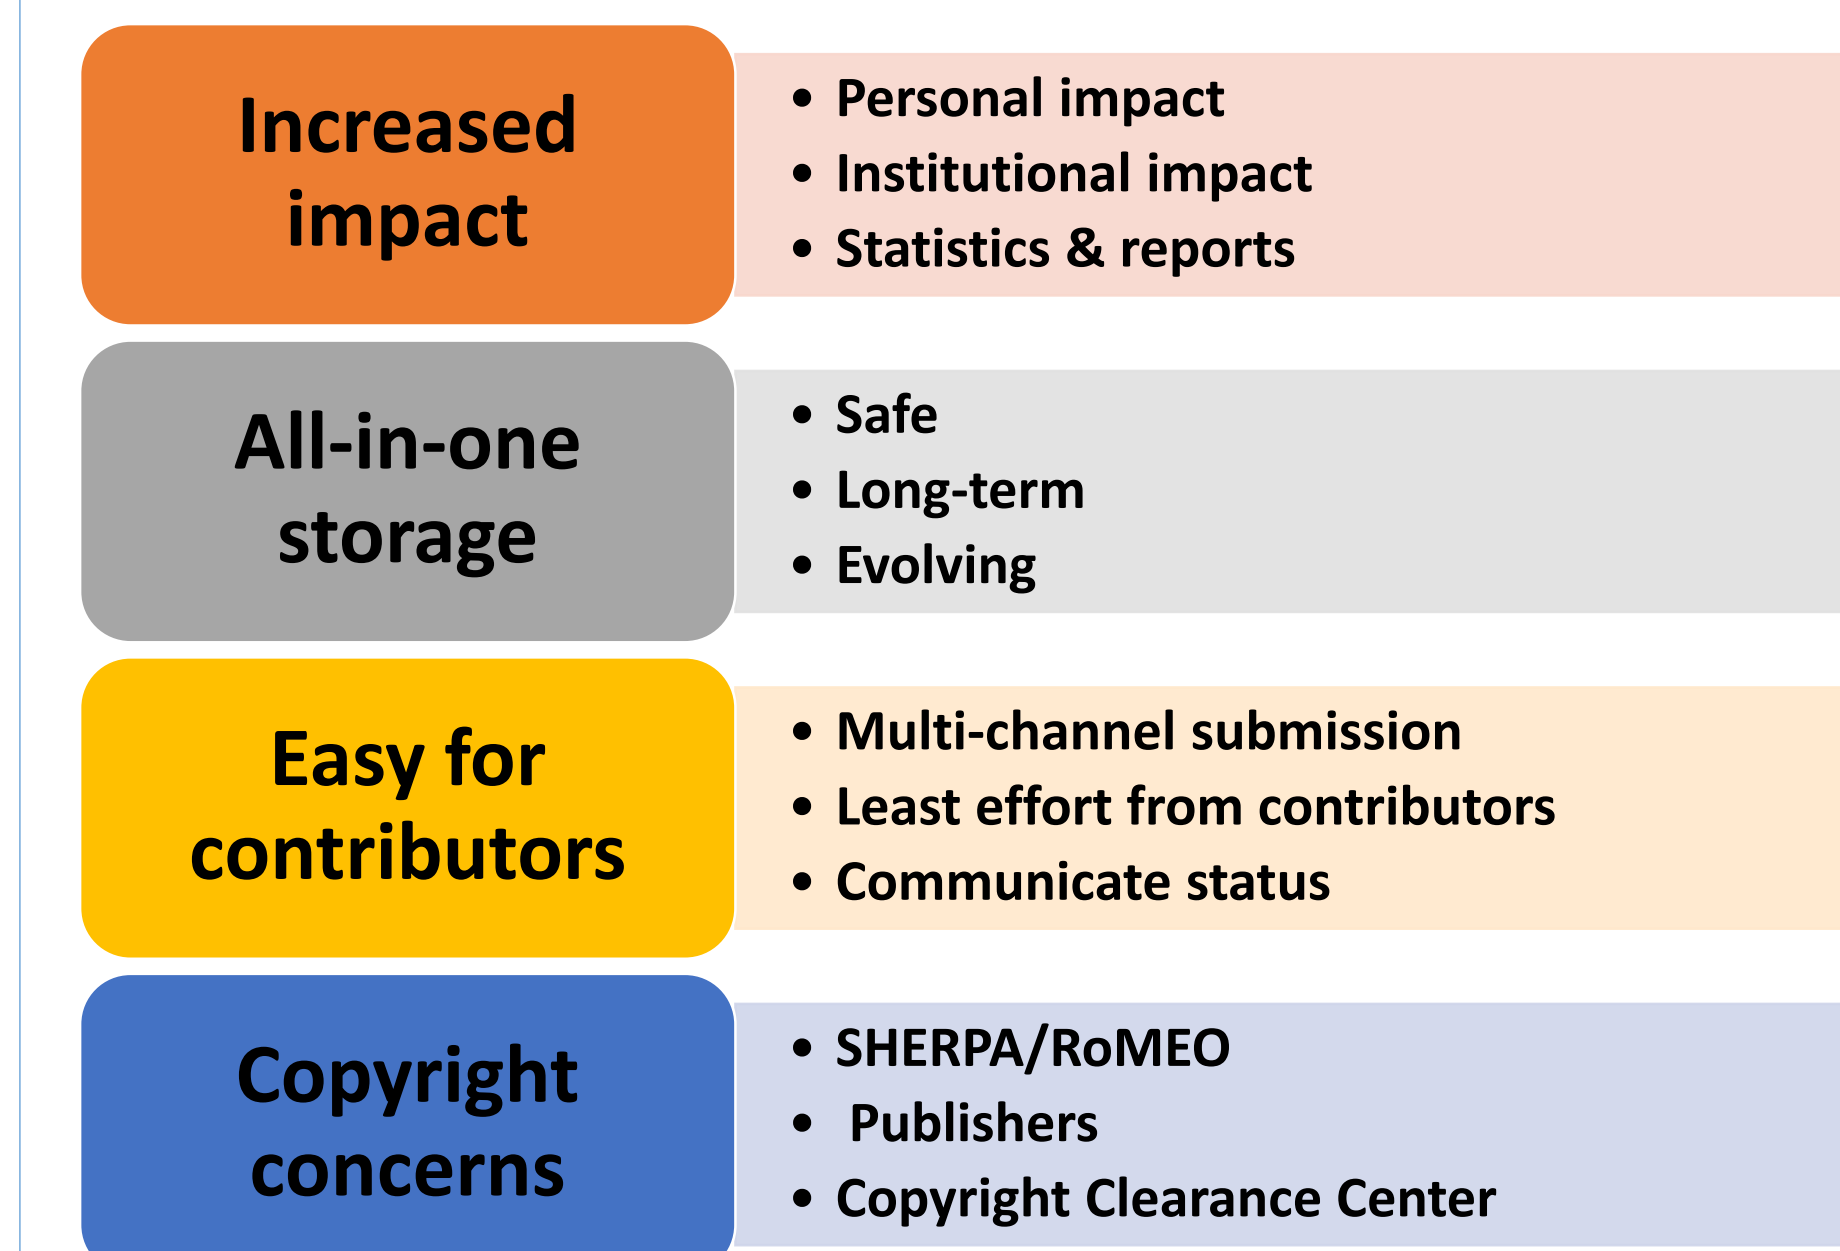 Increased
impact
• Personal impact
• Institutional impact
• Statistics & reports
All-in-one
storage
• Safe
• Long-term
• Evolving
Easy for
contributors
• Multi-channel submission
• Least effort from contributors
• Communicate status
Copyright
concerns
• SHERPA/RoMEO
• Publishers
• Copyright Clearance Center